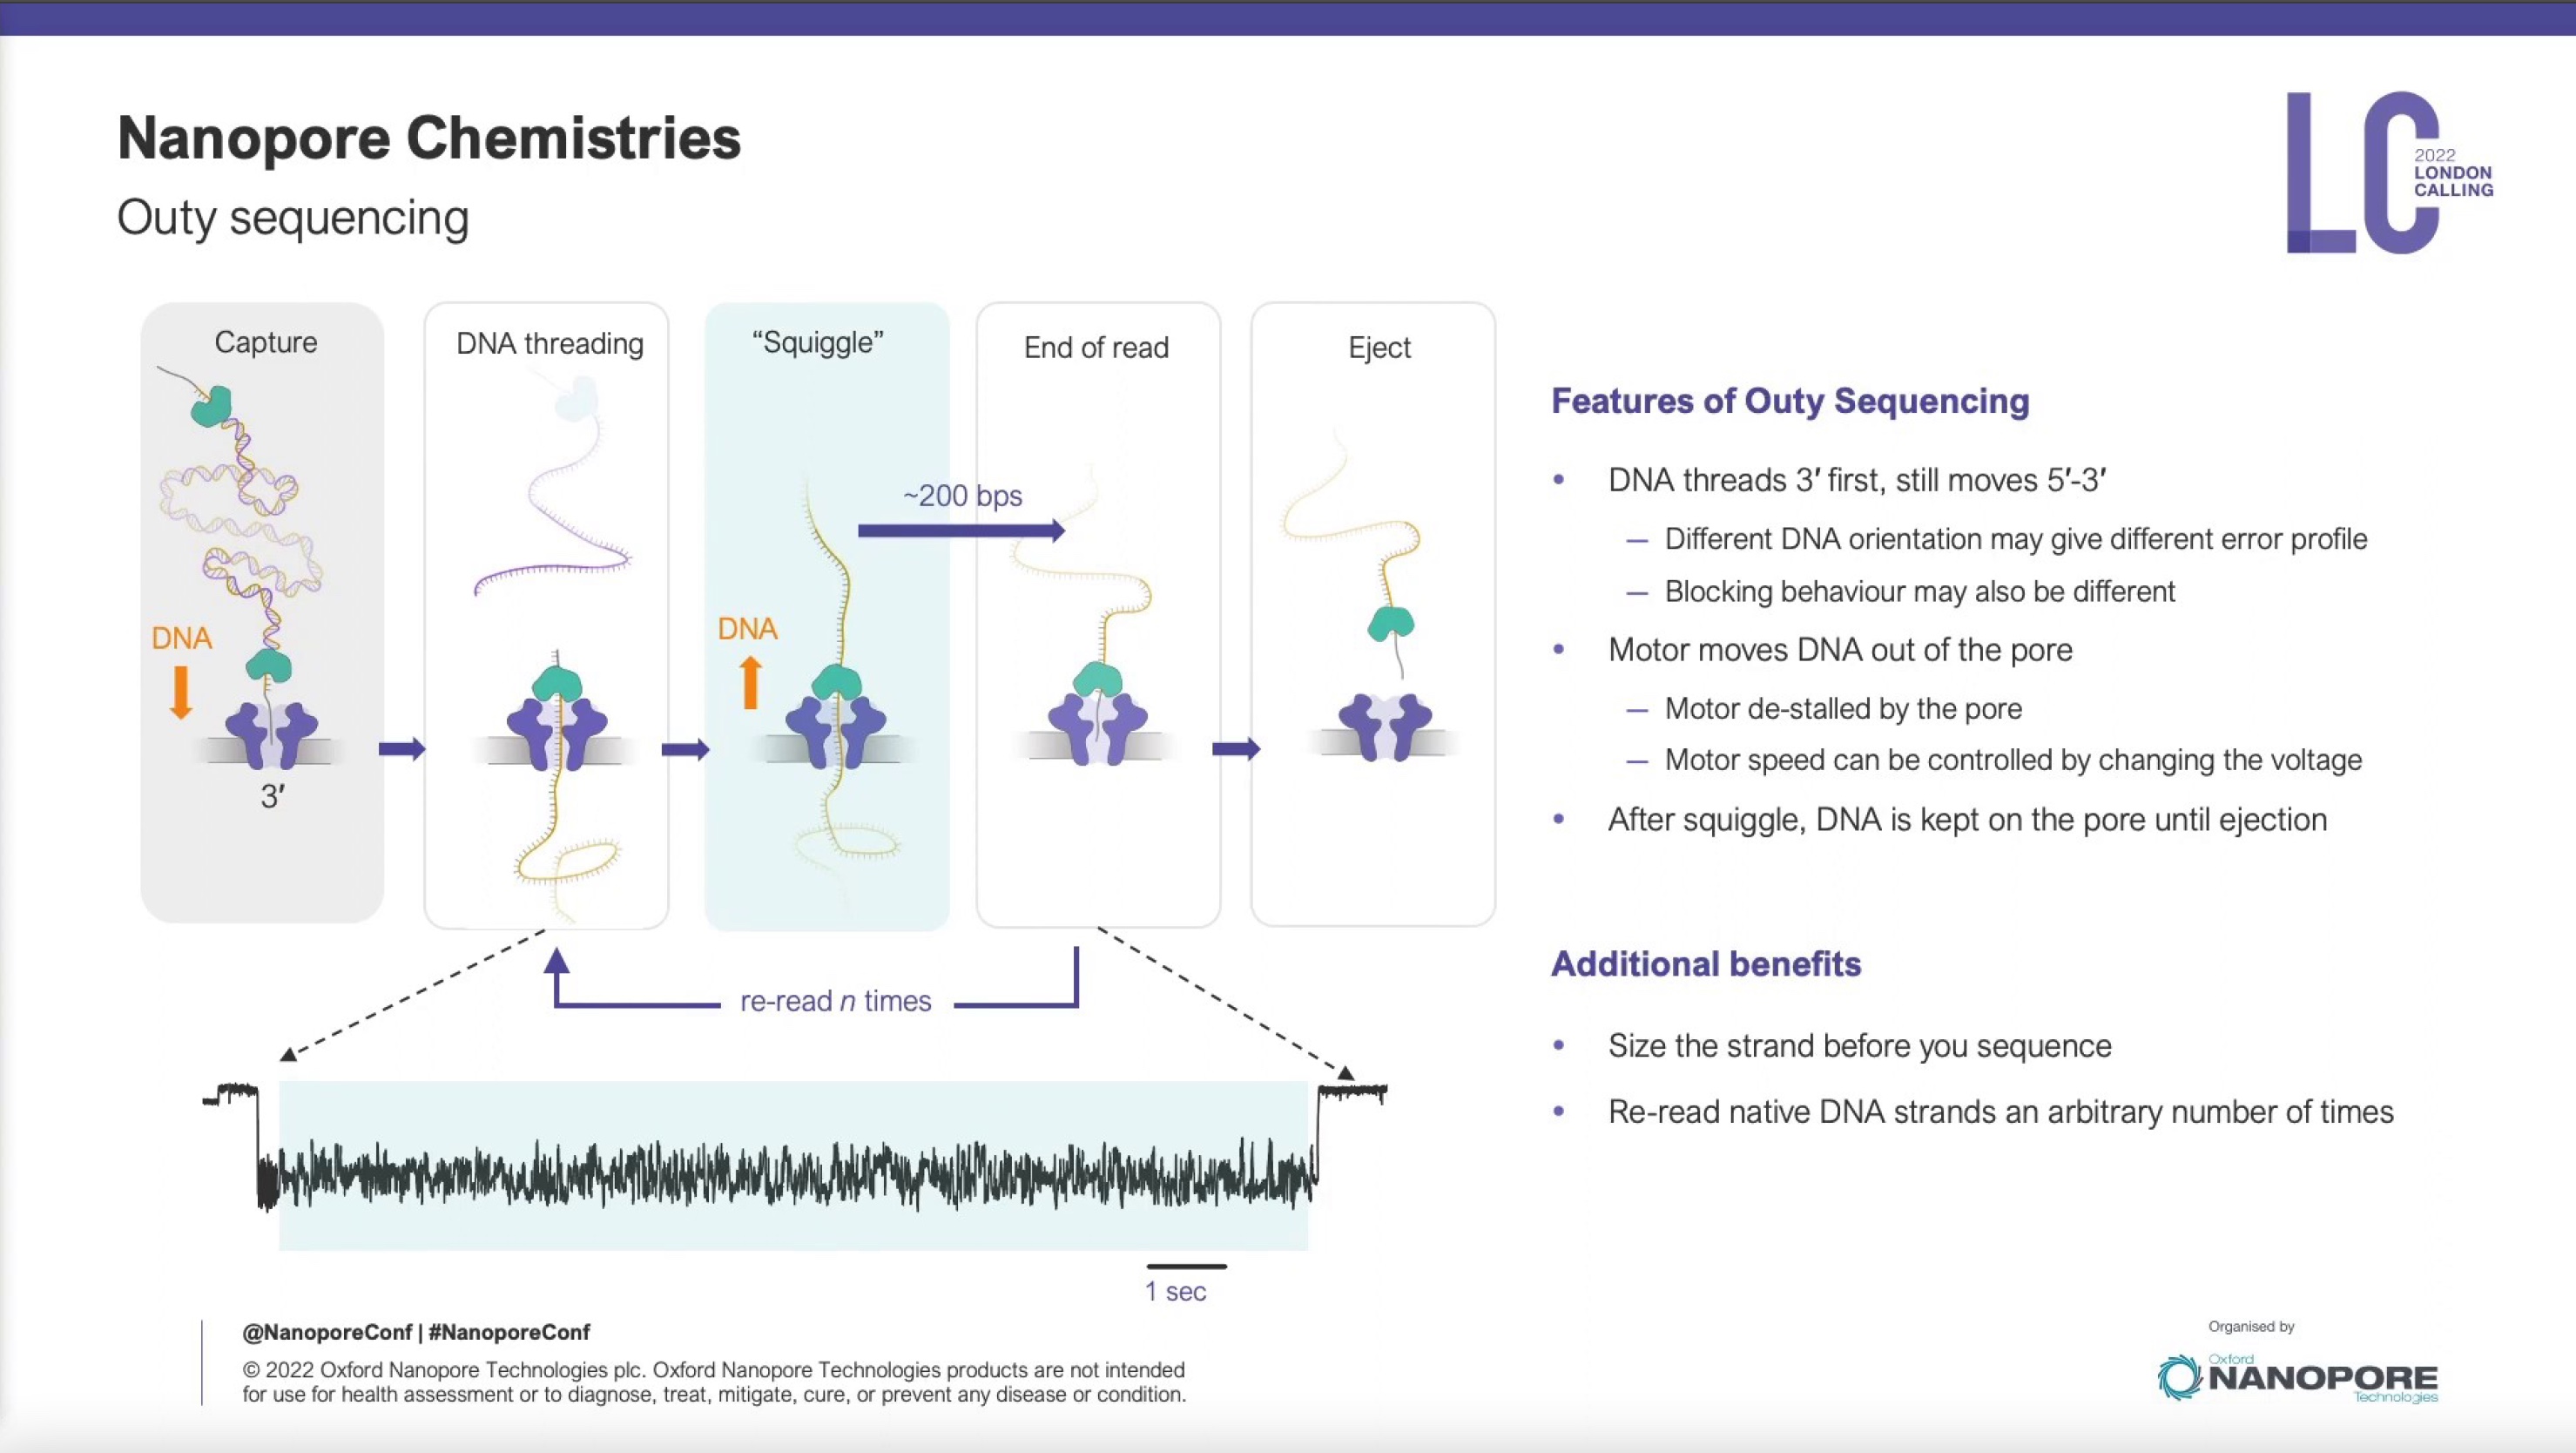 Nanopore Chemistries
Outy sequencing
2022
LONDON
CALLING
Capture
DNA threading
“Squiggle”
End of read
Eject
~200 bps
DNA
DNA
3′
re-read n times
1 sec
Features of Outy Sequencing
• DNA threads 3′ first, still moves 5′-3′
— Different DNA orientation may give different error profile
— Blocking behaviour may also be different
• Motor moves DNA out of the pore
— Motor de-stalled by the pore
— Motor speed can be controlled by changing the voltage
• After squiggle, DNA is kept on the pore until ejection
Additional benefits
• Size the strand before you sequence
• Re-read native DNA strands an arbitrary number of times
@NanoporeConf | #NanoporeConf
© 2022 Oxford Nanopore Technologies plc. Oxford Nanopore Technologies products are not intended
for use for health assessment or to diagnose, treat, mitigate, cure, or prevent any disease or condition.
Organised by
Oxford
NANOPORE
Technologies
LC